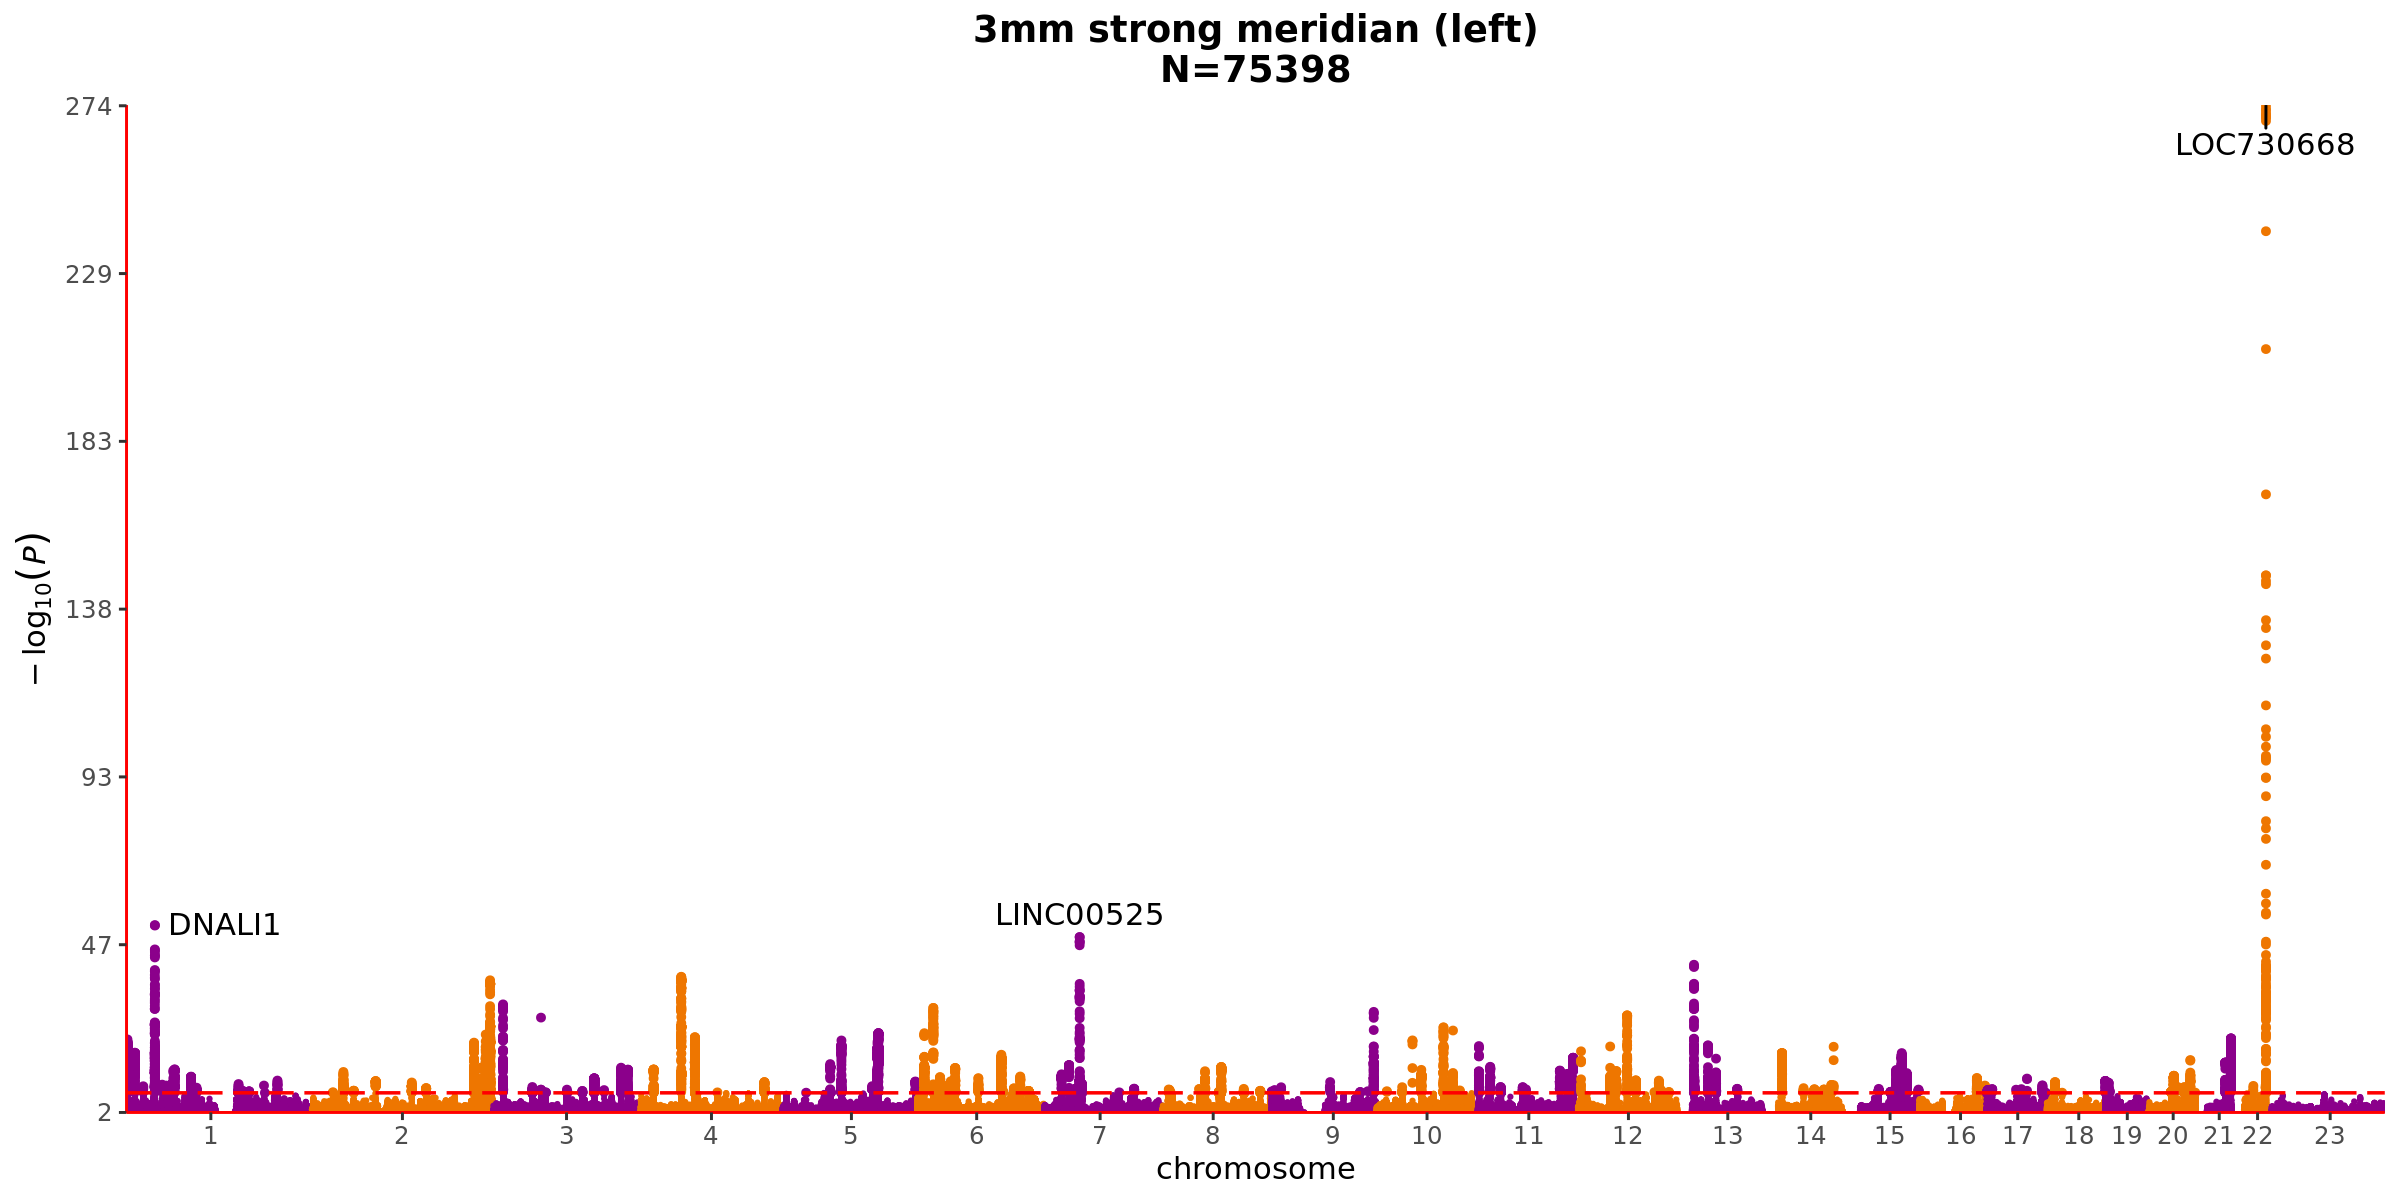 3mm strong meridian (left)
N=75398
274
229
183
138
93
47
2
− log10(P)
LOC730668
DNALI1
LINC00525
1 2 3 4 5 6 7 8 9 10 11 12 13 14 15 16 17 18 19 20 21 22 23
chromosome